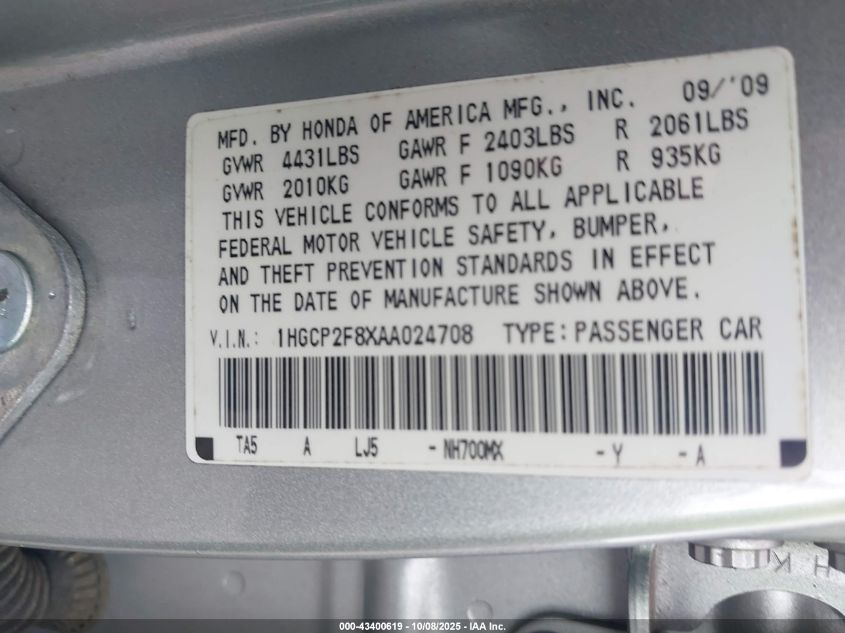 MFD. BY HONDA OF AMERICA MFG., INC. 09/'09
GVWR 4431LBS GAWR F 2403LBS R 2061LBS
GVWR 2010KG GAWR F 1090KG R 935KG
THIS VEHICLE CONFORMS TO ALL APPLICABLE
FEDERAL MOTOR VEHICLE SAFETY, BUMPER,
AND THEFT PREVENTION STANDARDS IN EFFECT
ON THE DATE OF MANUFACTURE SHOWN ABOVE.
V.I.N.: 1HGCP2F8XAA024708 TYPE:PASSENGER CAR
TA5 A LJ5 -NH700MX -Y -A
H K
000-43400619 - 10/08/2025 - IAA Inc.